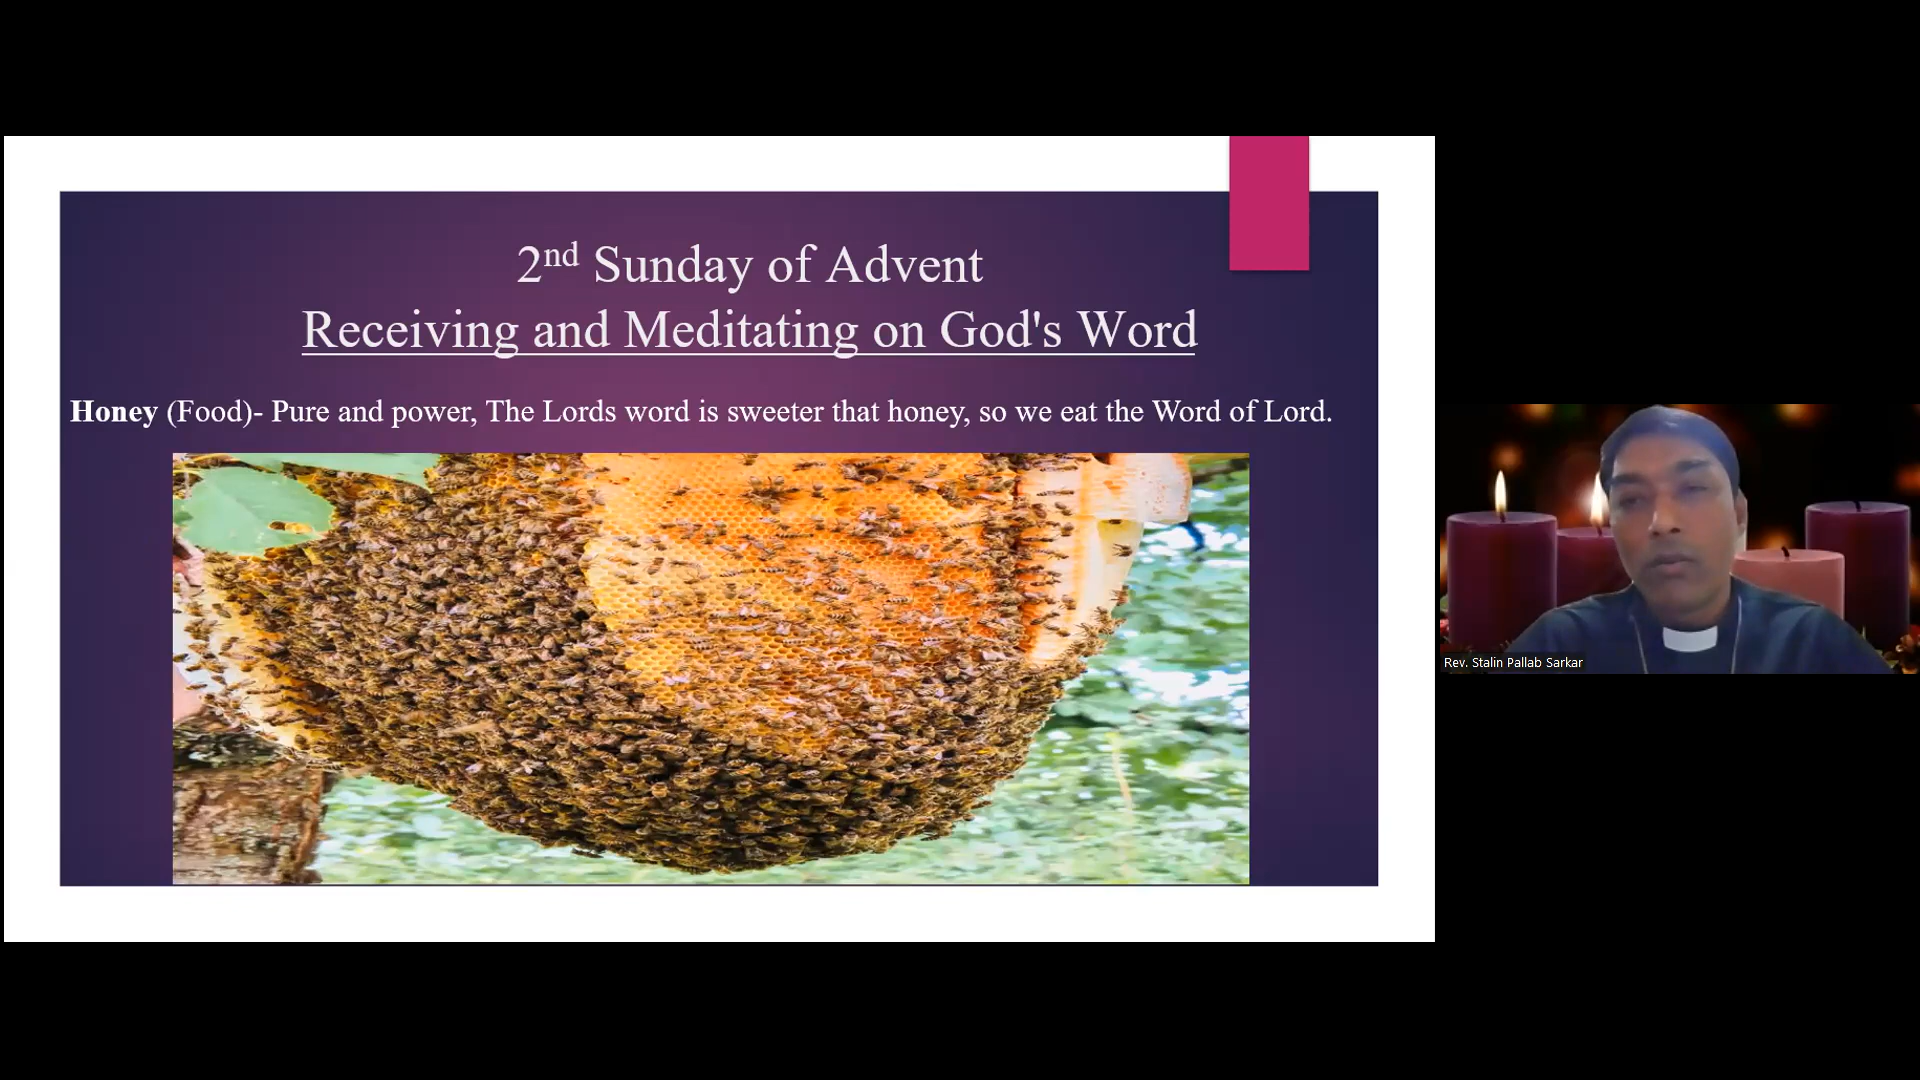 2nd Sunday of Advent
Receiving and Meditating on God's Word
Honey (Food)- Pure and power, The Lords word is sweeter that honey, so we eat the Word of Lord.
Rev. Stalin Pallab Sarkar